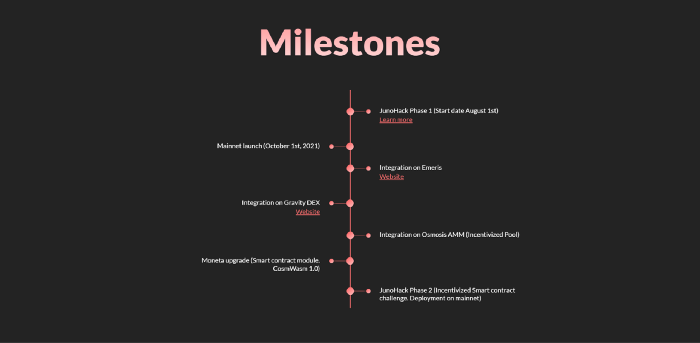 Milestones
JunoHack Phase 1 (Start date August 1st)
Learn more
Mainnet launch (October 1st, 2021)
Integration on Emeris
Website
Integration on Gravity DEX
Website
Integration on Osmosis AMM (Incentivized Pool)
Moneta upgrade (Smart contract module.
CosmWasm 1.0)
JunoHack Phase 2 (Incentivized Smart contract
challenge. Deployment on mainnet)